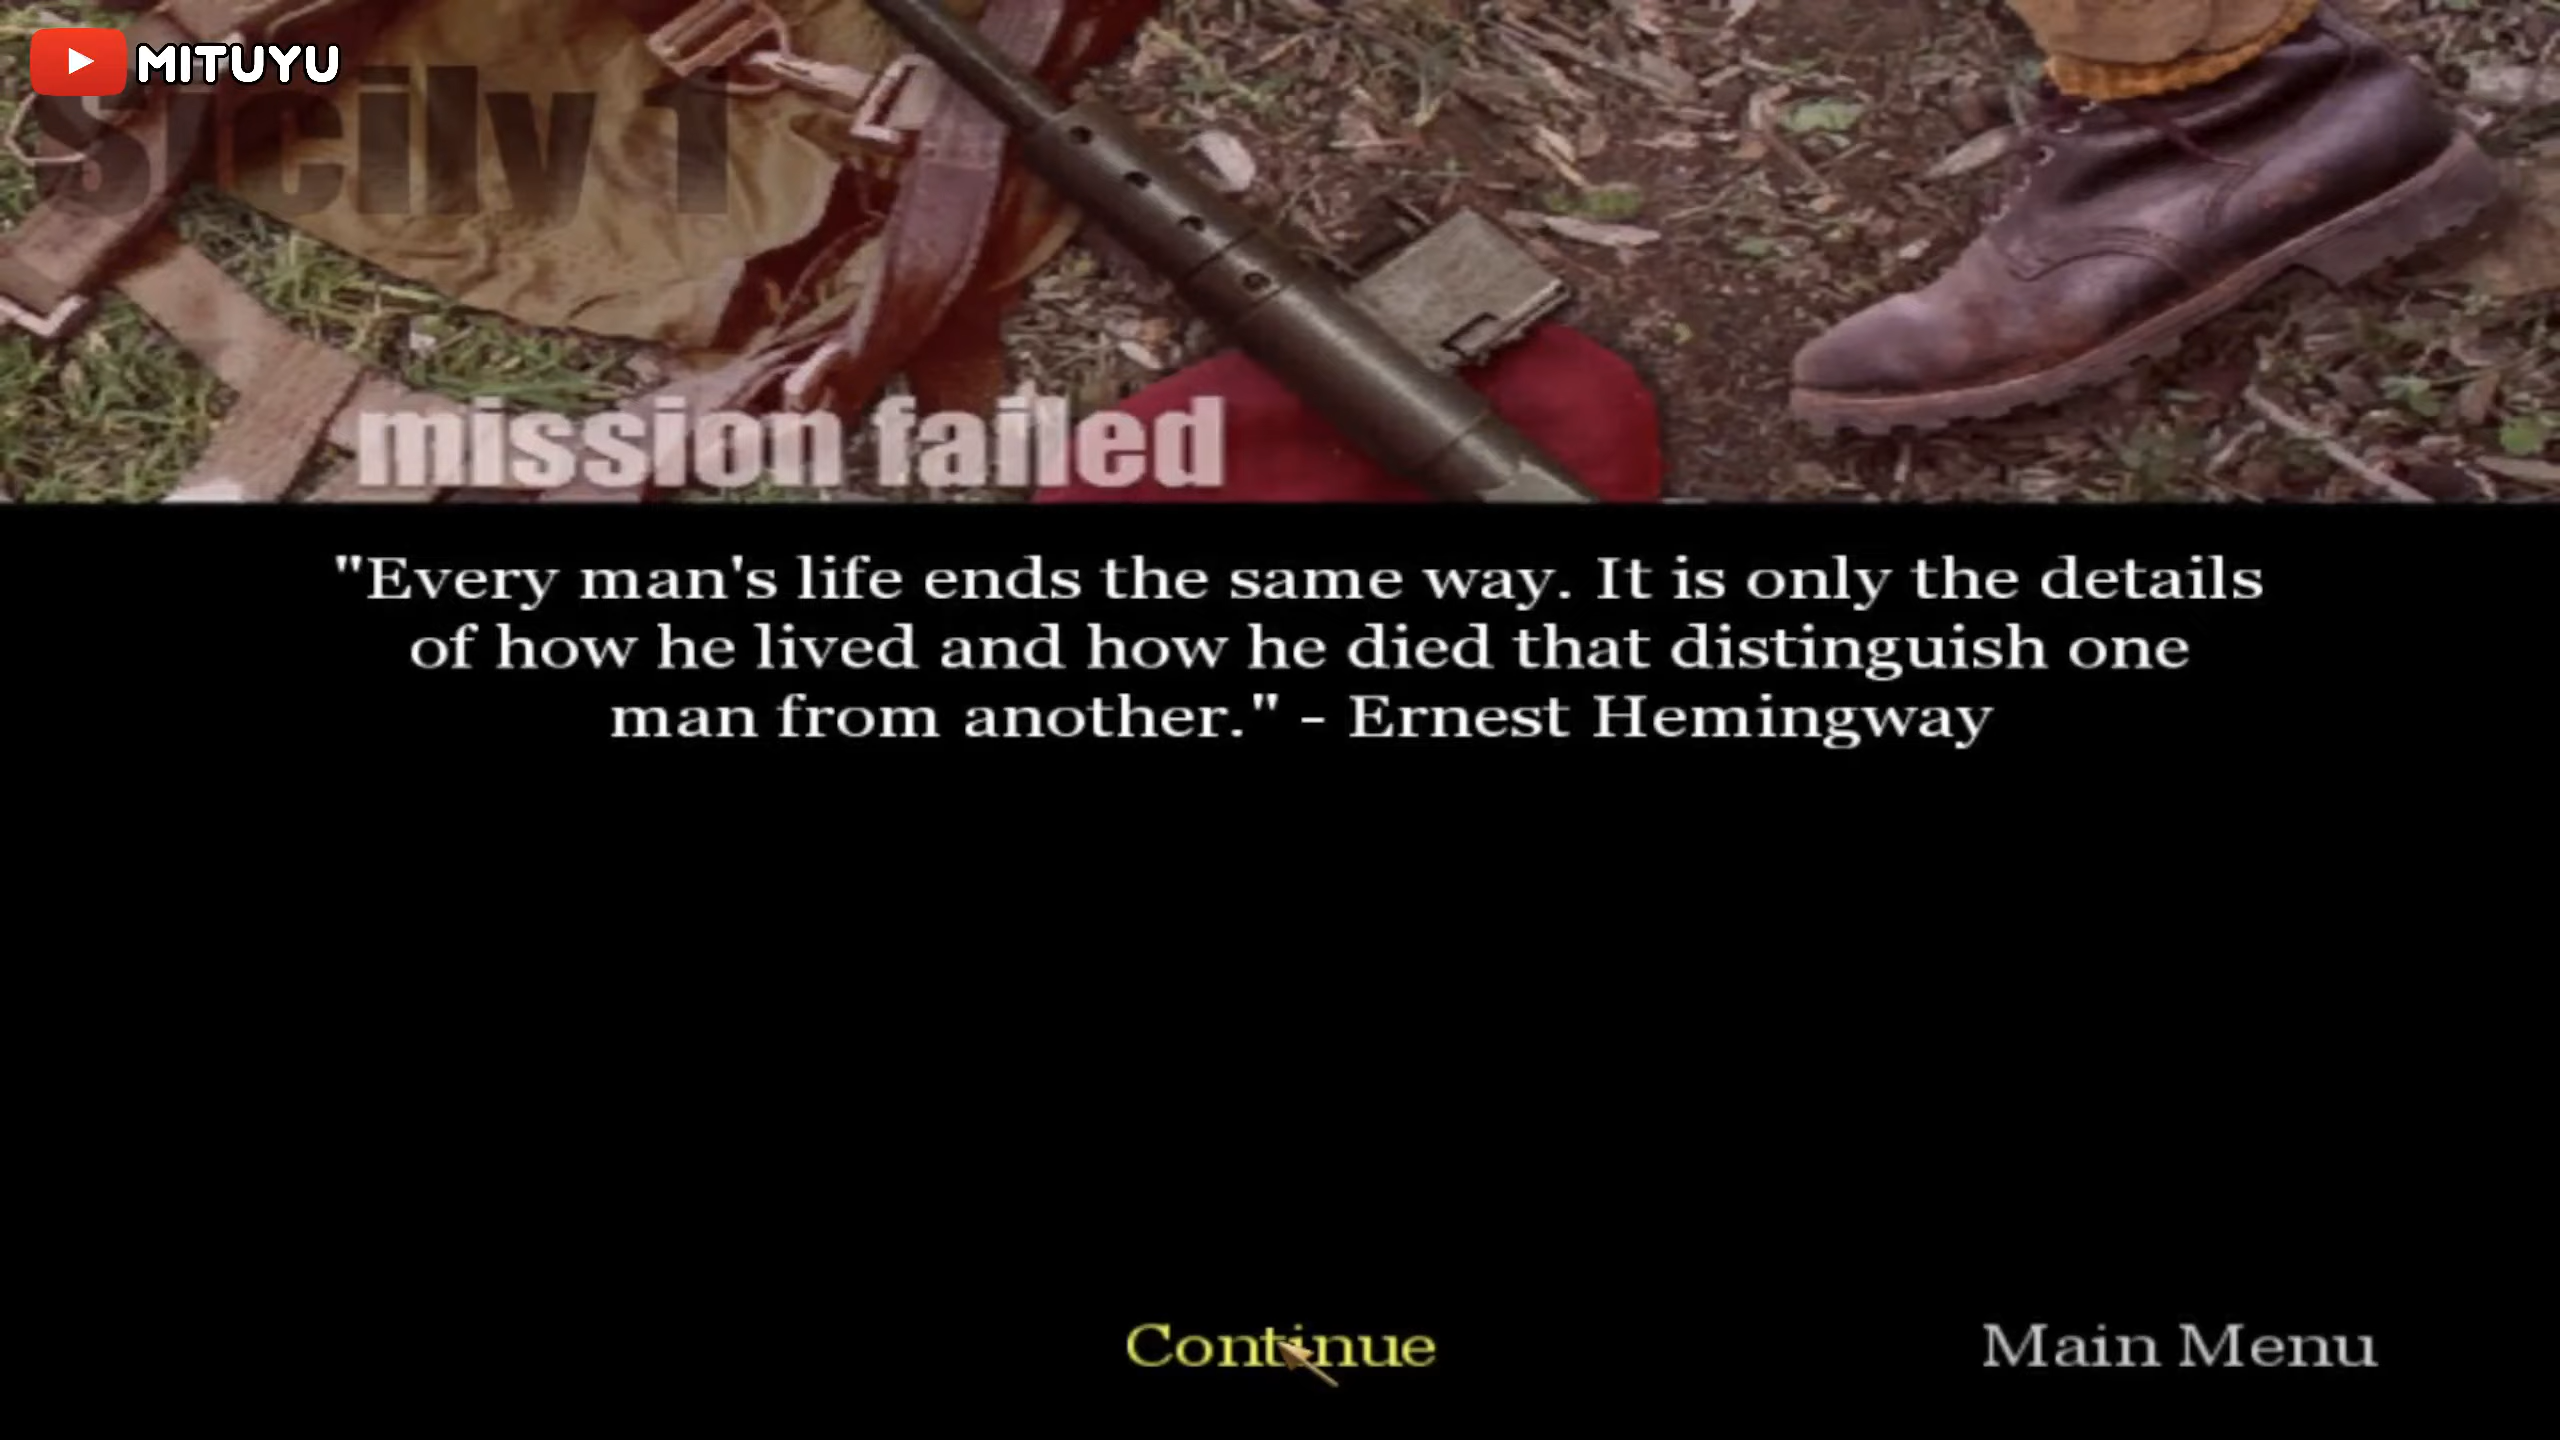 MITUYU
Sicily 1
mission failed
"Every man's life ends the same way. It is only the details
of how he lived and how he died that distinguish one
man from another." - Ernest Hemingway
Continue
Main Menu